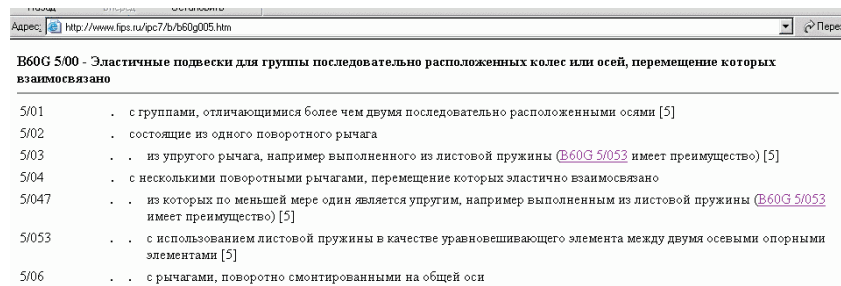 Назад Вперед Остановить
Адрес: http://www.fips.ru/ipc7/b/b60g005.htm Пере
B60G 5/00 - Эластичные подвески для группы последовательно расположенных колес или осей, перемещение которых
взаимосвязано
5/01 . с группами, отличающимися более чем двумя последовательно расположенными осями [5]
5/02 . состоящие из одного поворотного рычага
5/03 . . из упругого рычага, например выполненного из листовой пружины (B60G 5/053 имеет преимущество) [5]
5/04 . с несколькими поворотными рычагами, перемещение которых эластично взаимосвязано
5/047 . . из которых по меньшей мере один является упругим, например выполненным из листовой пружины (B60G 5/053
имеет преимущество) [5]
5/053 . . с использованием листовой пружины в качестве уравновешивающего элемента между двумя осевыми опорными
элементами [5]
5/06 . . с рычагами, поворотно смонтированными на общей оси